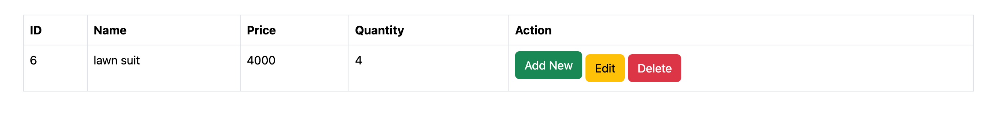 ID Name Price Quantity Action
6 lawn suit 4000 4 Add New Edit Delete